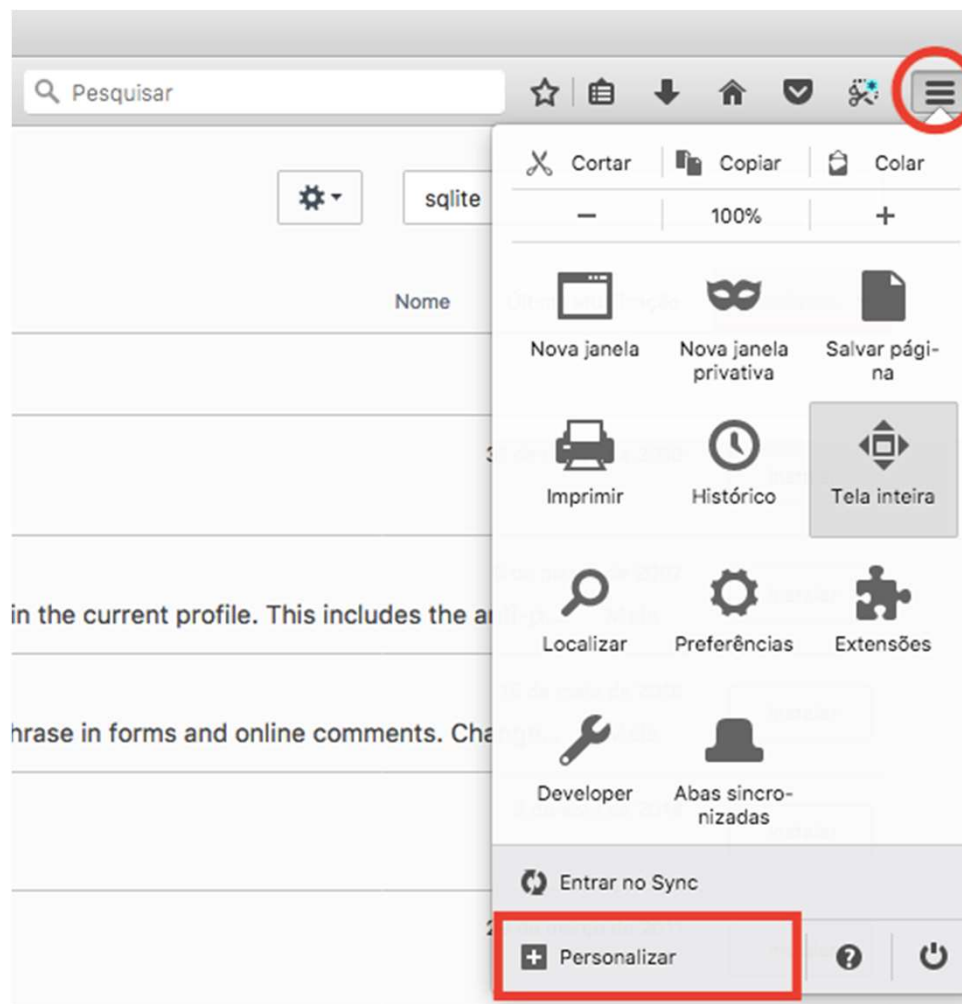 Pesquisar
Cortar
Copiar
Colar
sqlite
100%
Nome
Nova janela
Nova janela
privativa
Salvar pági-
na
Imprimir
Histórico
Tela inteira
in the current profile. This includes the
Localizar
Preferências
Extensões
hrase in forms and online comments.
Developer
Abas sincro-
nizadas
Entrar no Sync
Personalizar